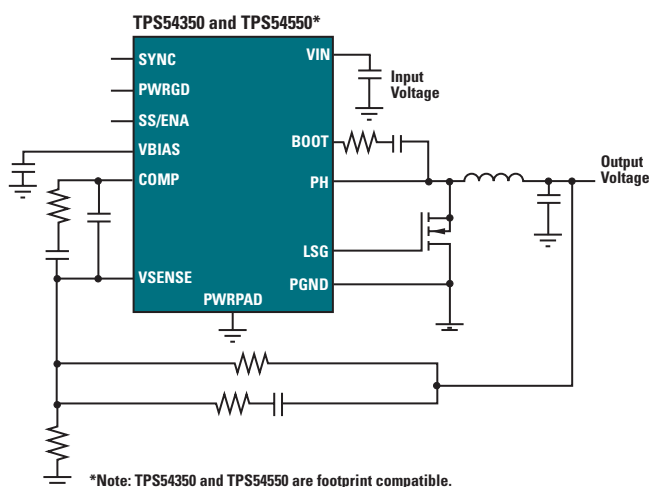 TPS54350 and TPS54550*
SYNC
PWRGD
SS/ENA
VBIAS
COMP
VSENSE
PWRPAD
VIN
BOOT
PH
LSG
PGND
Input
Voltage
Output
Voltage
*Note: TPS54350 and TPS54550 are footprint compatible.